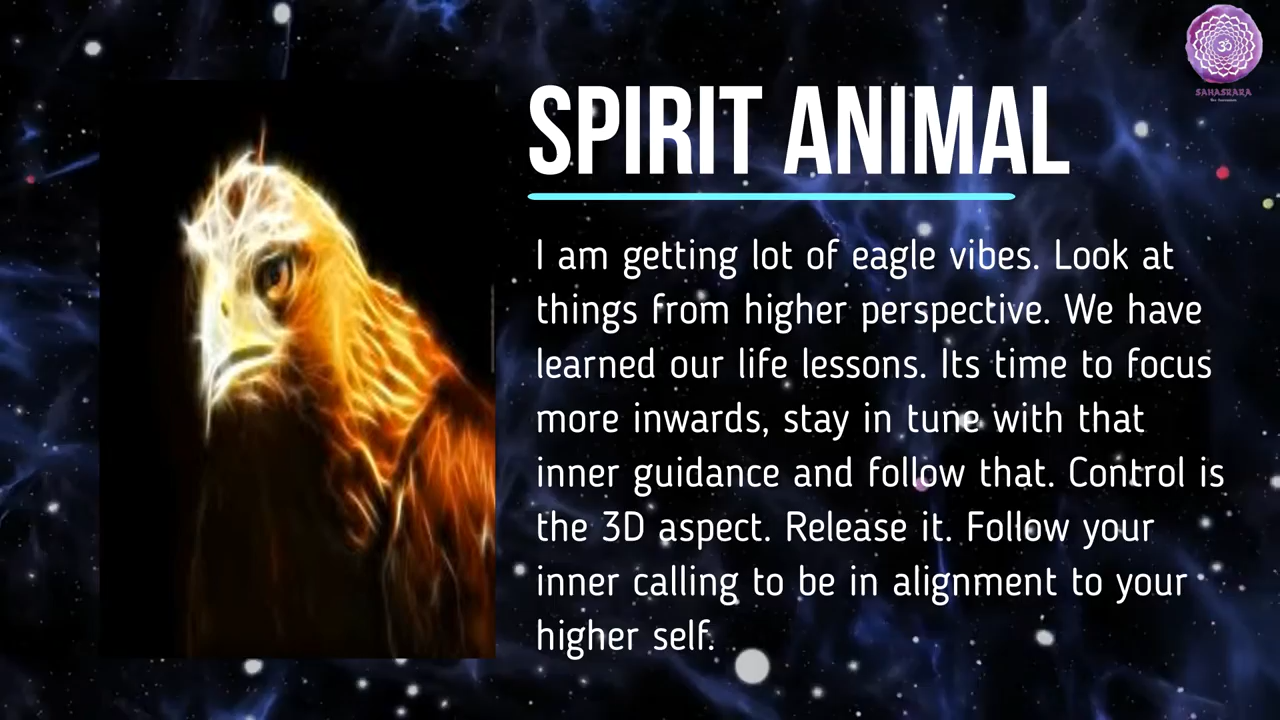 ॐ
SAHASRARA
SPIRIT ANIMAL
I am getting lot of eagle vibes. Look at
things from higher perspective. We have
learned our life lessons. Its time to focus
more inwards, stay in tune with that
inner guidance and follow that. Control is
the 3D aspect. Release it. Follow your
inner calling to be in alignment to your
higher self.